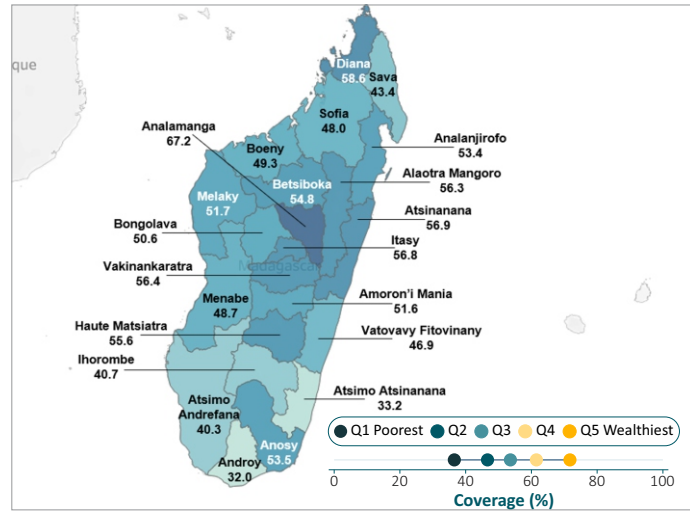 que
Diana
58.6
Sava
43.4
Sofia
48.0
Analamanga
67.2
Boeny
49.3
Analanjirofo
53.4
Betsiboka
54.8
Alaotra Mangoro
56.3
Melaky
51.7
Atsinanana
56.9
Bongolava
50.6
Itasy
56.8
Madagascar
Vakinankaratra
56.4
Menabe
48.7
Amoron'i Mania
51.6
Haute Matsiatra
55.6
Vatovavy Fitovinany
46.9
Ihorombe
40.7
Atsimo Atsinanana
33.2
Atsimo
Andrefana
40.3
Anosy
53.5
Androy
32.0
Q1 Poorest Q2 Q3 Q4 Q5 Wealthiest
0 20 40 60 80 100
Coverage (%)